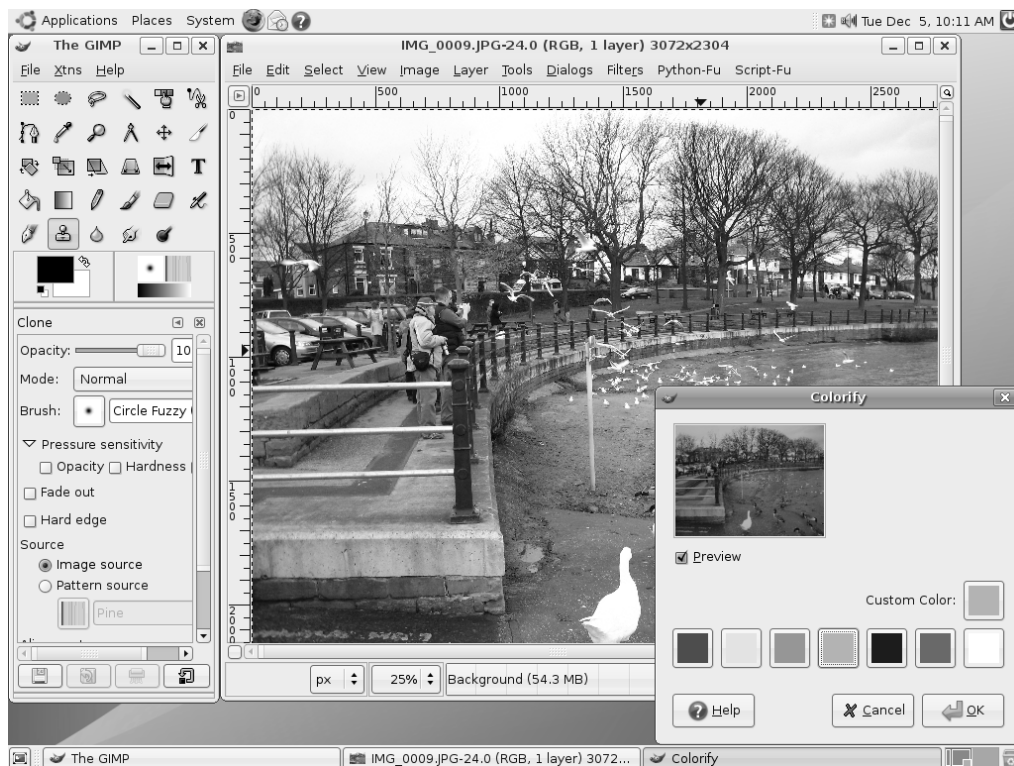 Applications Places System
Tue Dec 5, 10:11 AM
The GIMP
File Xtns Help
Clone
Opacity: 10
Mode: Normal
Brush: Circle Fuzzy (
Pressure sensitivity
Opacity Hardness
Fade out
Hard edge
Source
Image source
Pattern source
Pine
IMG_0009.JPG-24.0 (RGB, 1 layer) 3072x2304
File Edit Select View Image Layer Tools Dialogs Filters Python-Fu Script-Fu
0 500 1000 1500 2000 2500
0
500
1000
1500
2000
px 25% Background (54.3 MB)
Colorify
Preview
Custom Color:
Help Cancel OK
The GIMP IMG_0009.JPG-24.0 (RGB, 1 layer) 3072... Colorify